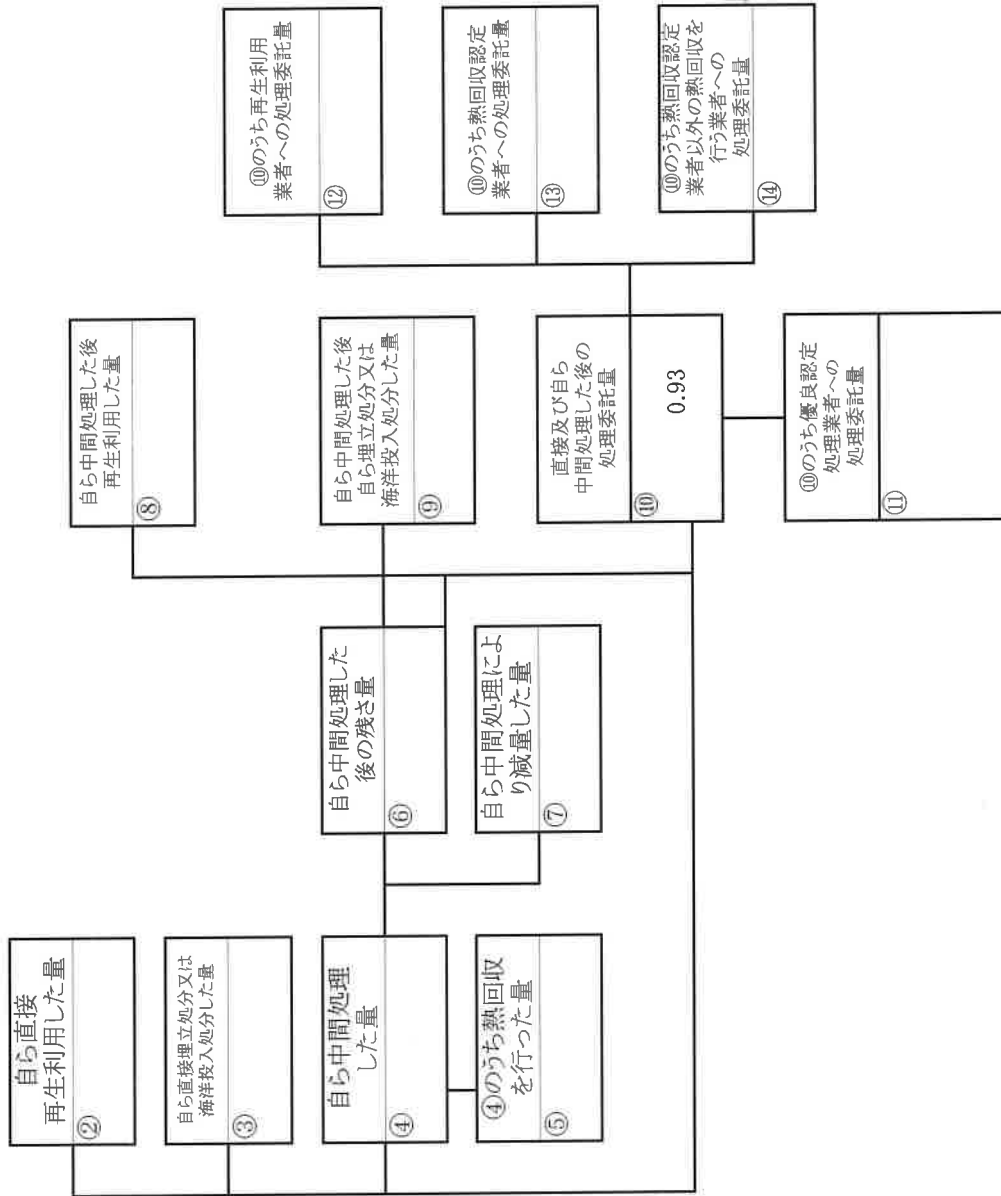 自ら直接
再生利用した量
②
自ら直接埋立処分又は
海洋投入処分した量
③
自ら中間処理
した量
④
④のうち熱回収
を行った量
⑤
自ら中間処理した
後の残さ量
⑥
自ら中間処理によ
り減量した量
⑦
自ら中間処理した後
再生利用した量
⑧
自ら中間処理した後
自ら埋立処分又は
海洋投入処分した量
⑨
直接及び自ら
中間処理した後の
処理委託量
⑩
0.93
⑩のうち優良認定
処理業者への
処理委託量
⑪
⑩のうち再生利用
業者への処理委託量
⑫
⑩のうち熱回収認定
業者への処理委託量
⑬
⑩のうち熱回収認定
業者以外の熱回収を
行う業者への
処理委託量
⑭